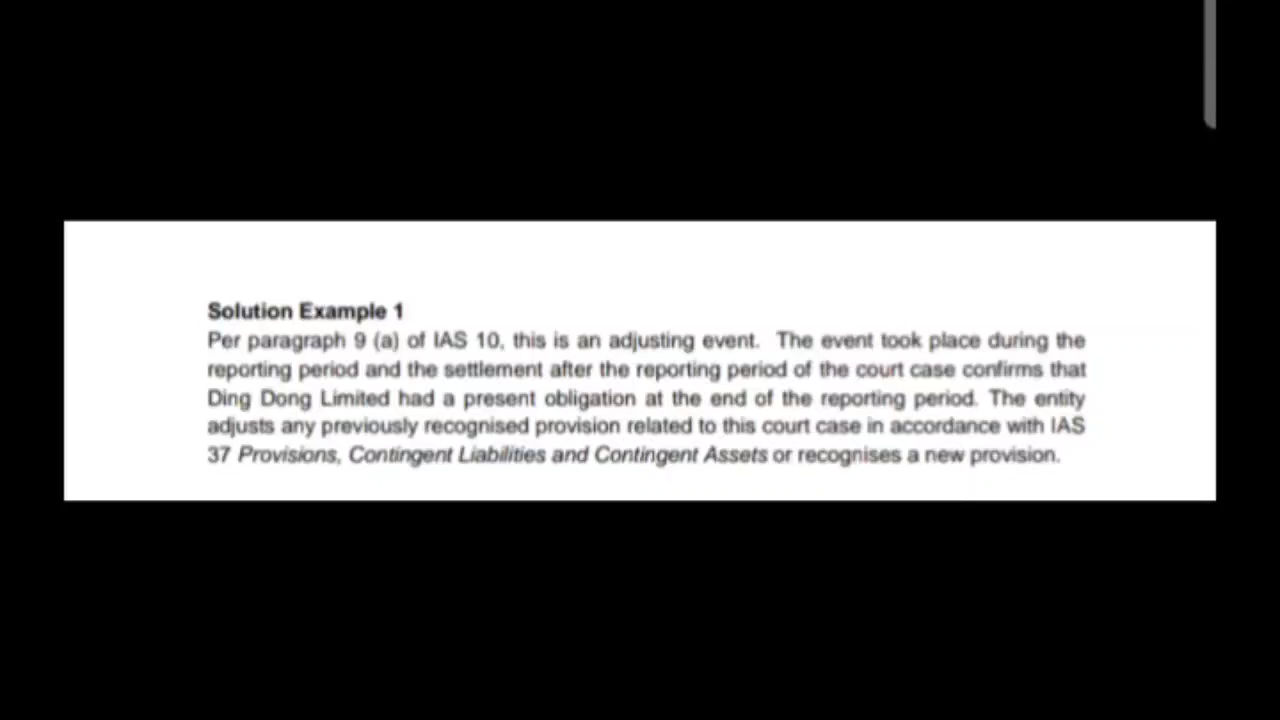 Solution Example 1
Per paragraph 9 (a) of IAS 10, this is an adjusting event. The event took place during the
reporting period and the settlement after the reporting period of the court case confirms that
Ding Dong Limited had a present obligation at the end of the reporting period. The entity
adjusts any previously recognised provision related to this court case in accordance with IAS
37 Provisions, Contingent Liabilities and Contingent Assets or recognises a new provision.